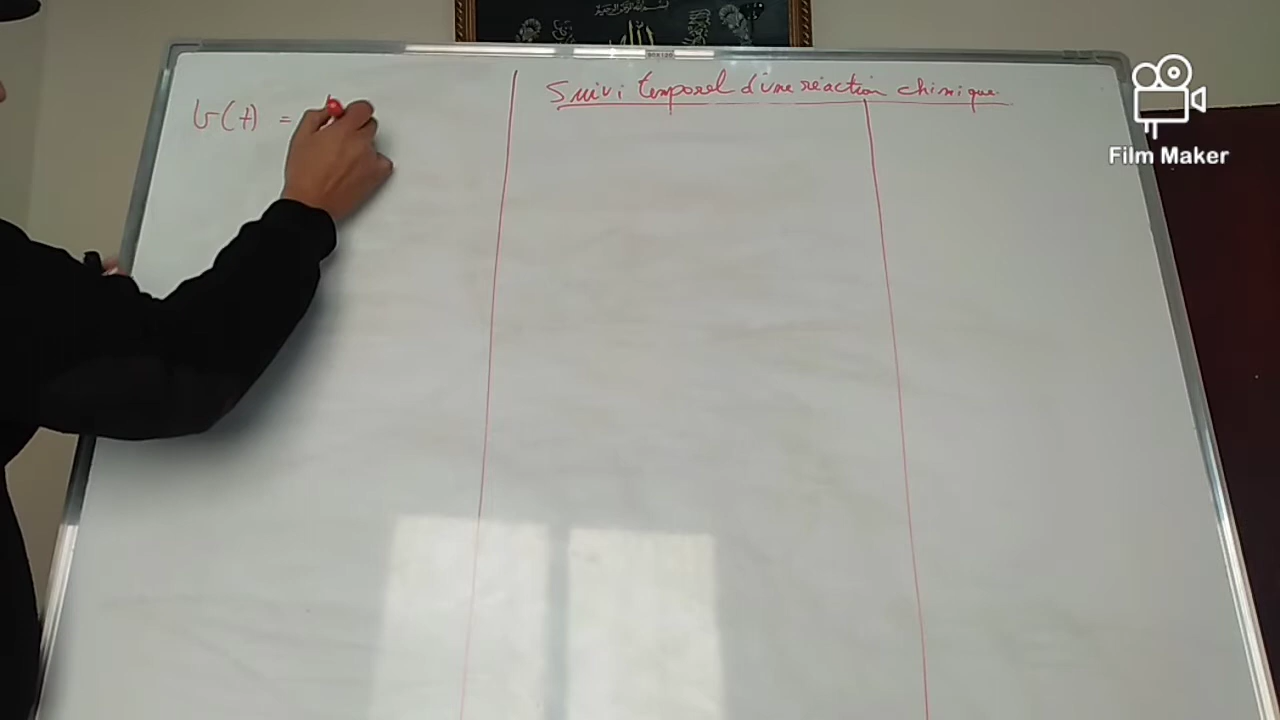 Suivi temporel d'une réaction chimique
v(t) =
Film Maker